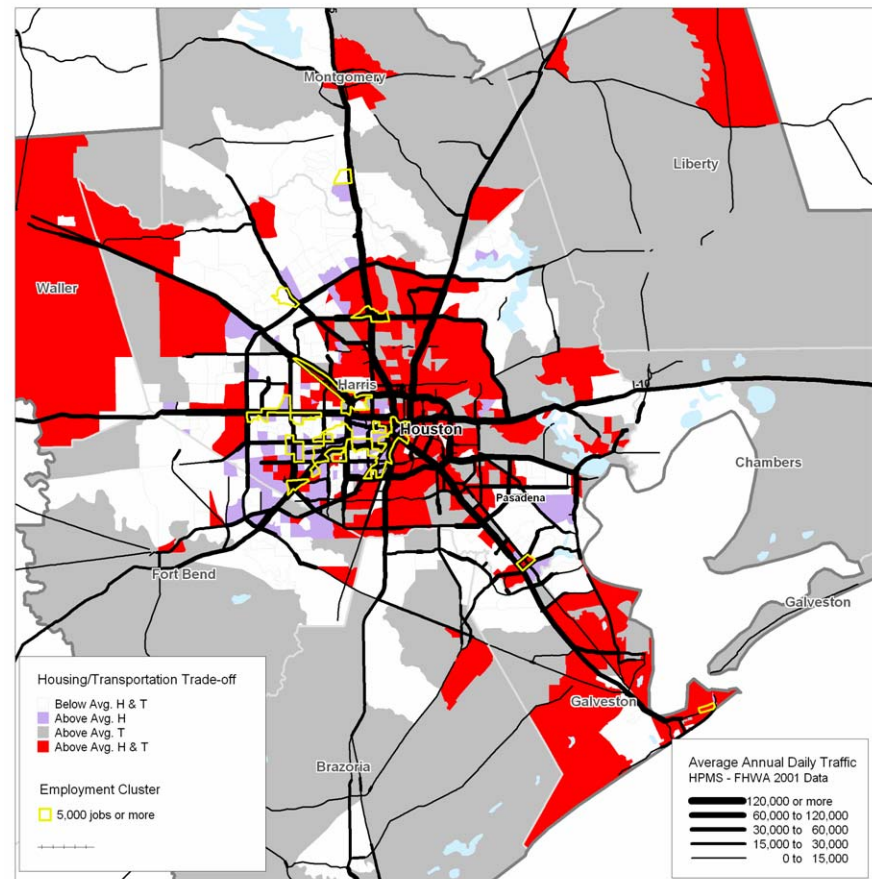 Montgomery
Liberty
Waller
Harris
I-10
Houston
Chambers
Pasadena
Fort Bend
Galveston
Galveston
Brazoria
Housing/Transportation Trade-off
Below Avg. H & T
Above Avg. H
Above Avg. T
Above Avg. H & T
Employment Cluster
5,000 jobs or more
Average Annual Daily Traffic
HPMS - FHWA 2001 Data
120,000 or more
60,000 to 120,000
30,000 to 60,000
15,000 to 30,000
0 to 15,000